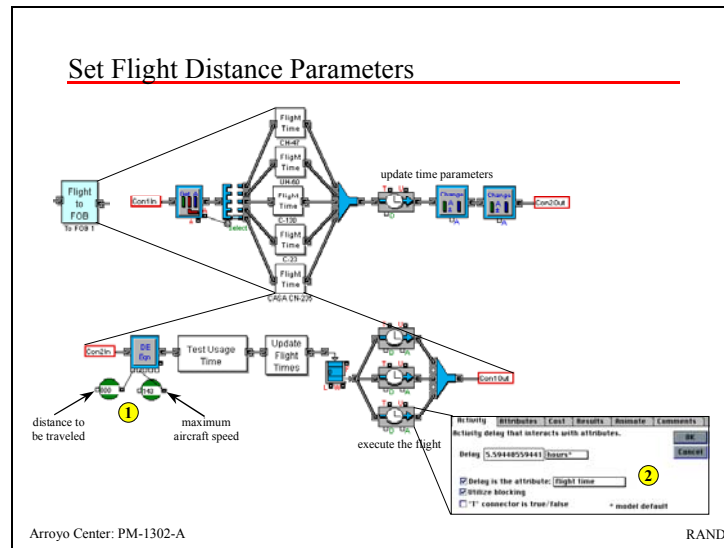 Set Flight Distance Parameters
Flight
Time
CH-47
Flight
Time
UH-60
update time parameters
Flight
to
FOB
To FOB 1
Con1In
Select
Flight
Time
C-130
Change
Change
Con2Out
Flight
Time
C-23
Flight
Time
CASA CN-235
Con2In
DE
Eqn
Test Usage
Time
Update
Flight
Times
Con1Out
140
1
distance to
be traveled
maximum
aircraft speed
execute the flight
Activity Attributes Cost Results Animate Comments
Activity delay that interacts with attributes.
OK
Cancel
Delay 5.59440559441 hours*
Delay is the attribute: flight time
2
Utilize blocking
"T" connector is true/false
* model default
Arroyo Center: PM-1302-A
RAND